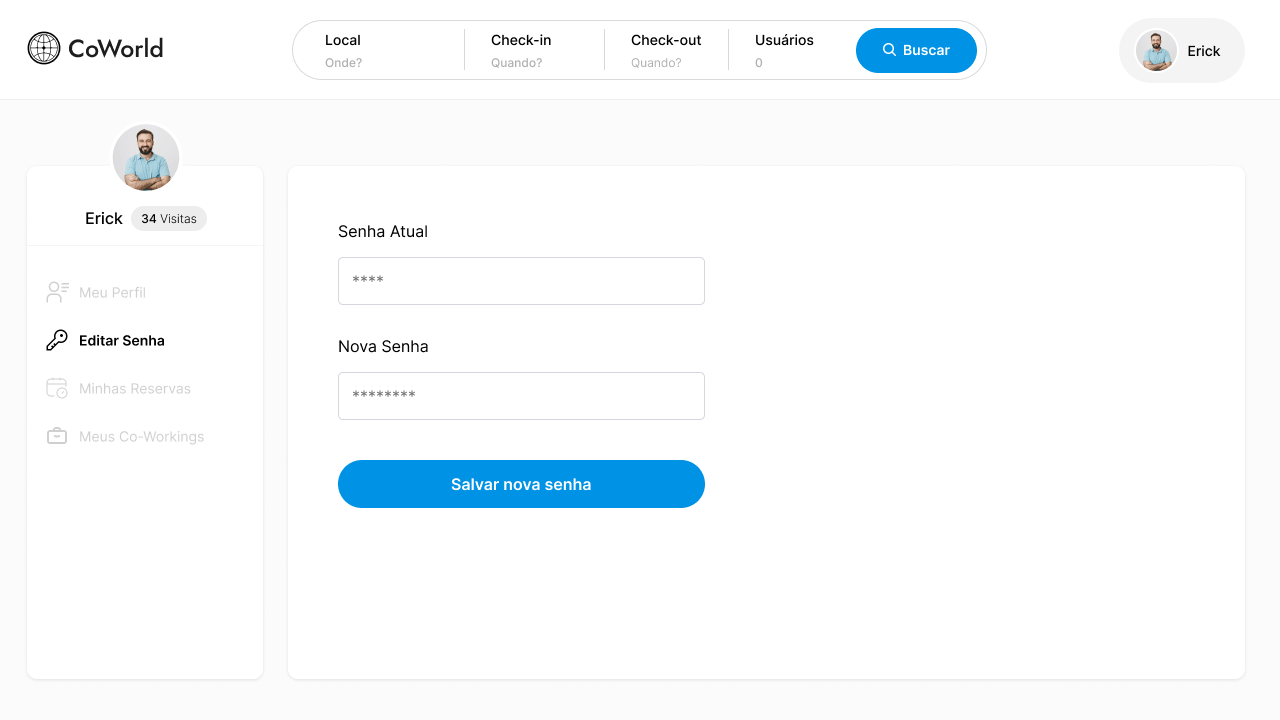 CoWorld
Local
Onde?
Check-in
Quando?
Check-out
Quando?
Usuários
0
Buscar
Erick
Erick
34 Visitas
Meu Perfil
Editar Senha
Minhas Reservas
Meus Co-Workings
Senha Atual
****
Nova Senha
********
Salvar nova senha